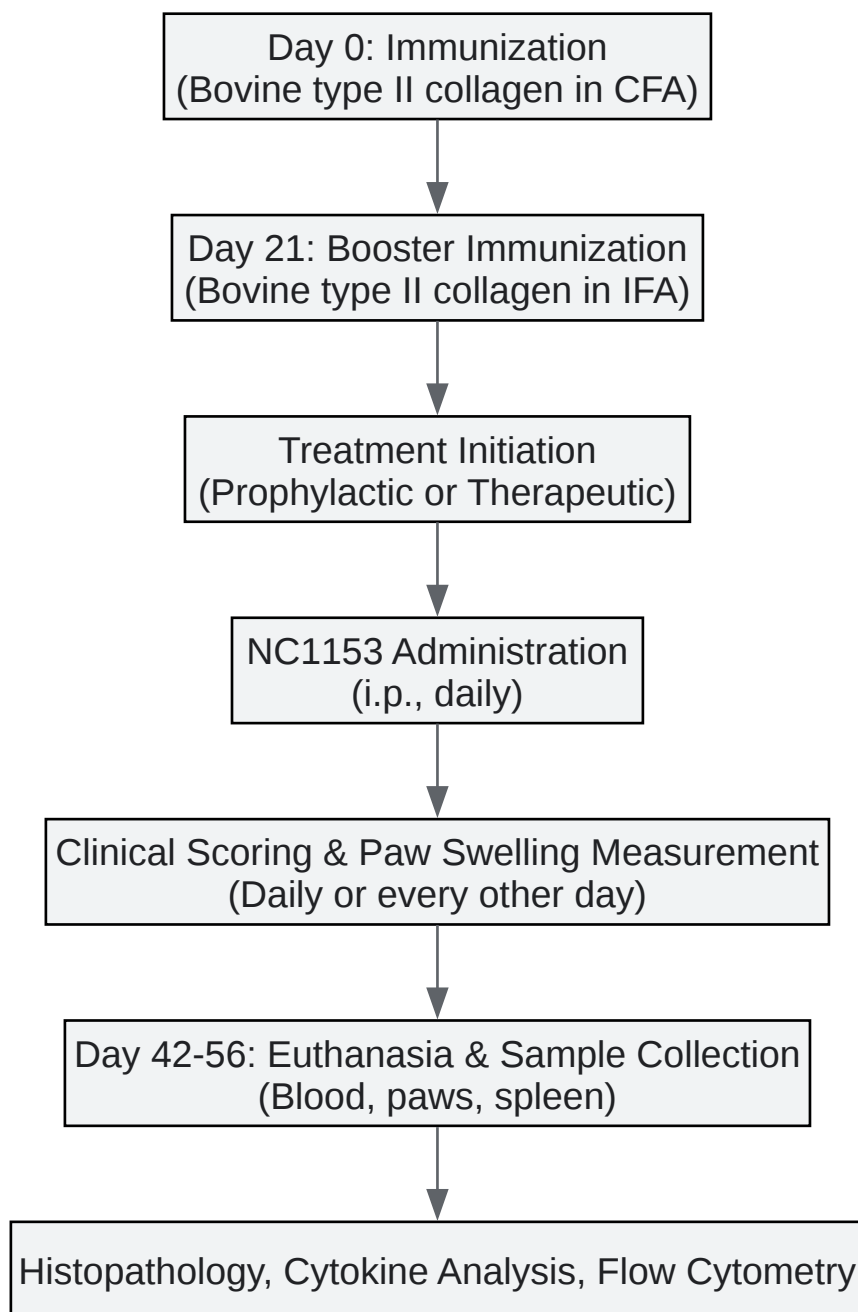 Day 0: Immunization
(Bovine type II collagen in CFA)
Day 21: Booster Immunization
(Bovine type II collagen in IFA)
Treatment Initiation
(Prophylactic or Therapeutic)
NC1153 Administration
(i.p., daily)
Clinical Scoring & Paw Swelling Measurement
(Daily or every other day)
Day 42-56: Euthanasia & Sample Collection
(Blood, paws, spleen)
Histopathology, Cytokine Analysis, Flow Cytometry